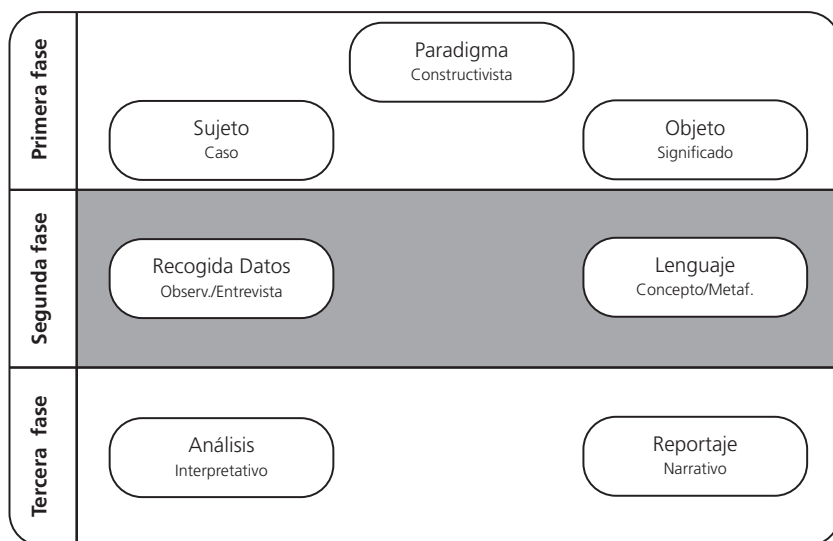 Primera fase
Paradigma
Constructivista
Sujeto
Caso
Objeto
Significado
Segunda fase
Recogida Datos
Observ./Entrevista
Lenguaje
Concepto/Metaf.
Tercera fase
Análisis
Interpretativo
Reportaje
Narrativo